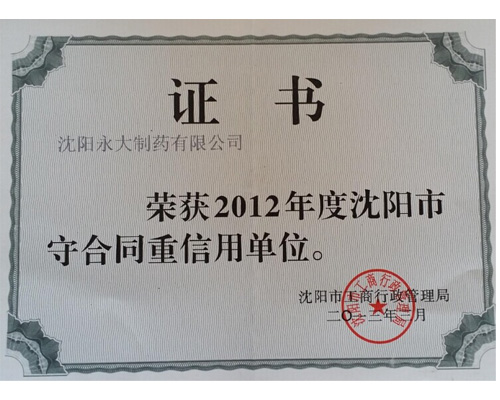 证书
沈阳永大制药有限公司
荣获2012年度沈阳市
守合同重信用单位。
沈阳市工商行政管理局
二〇一三年二月